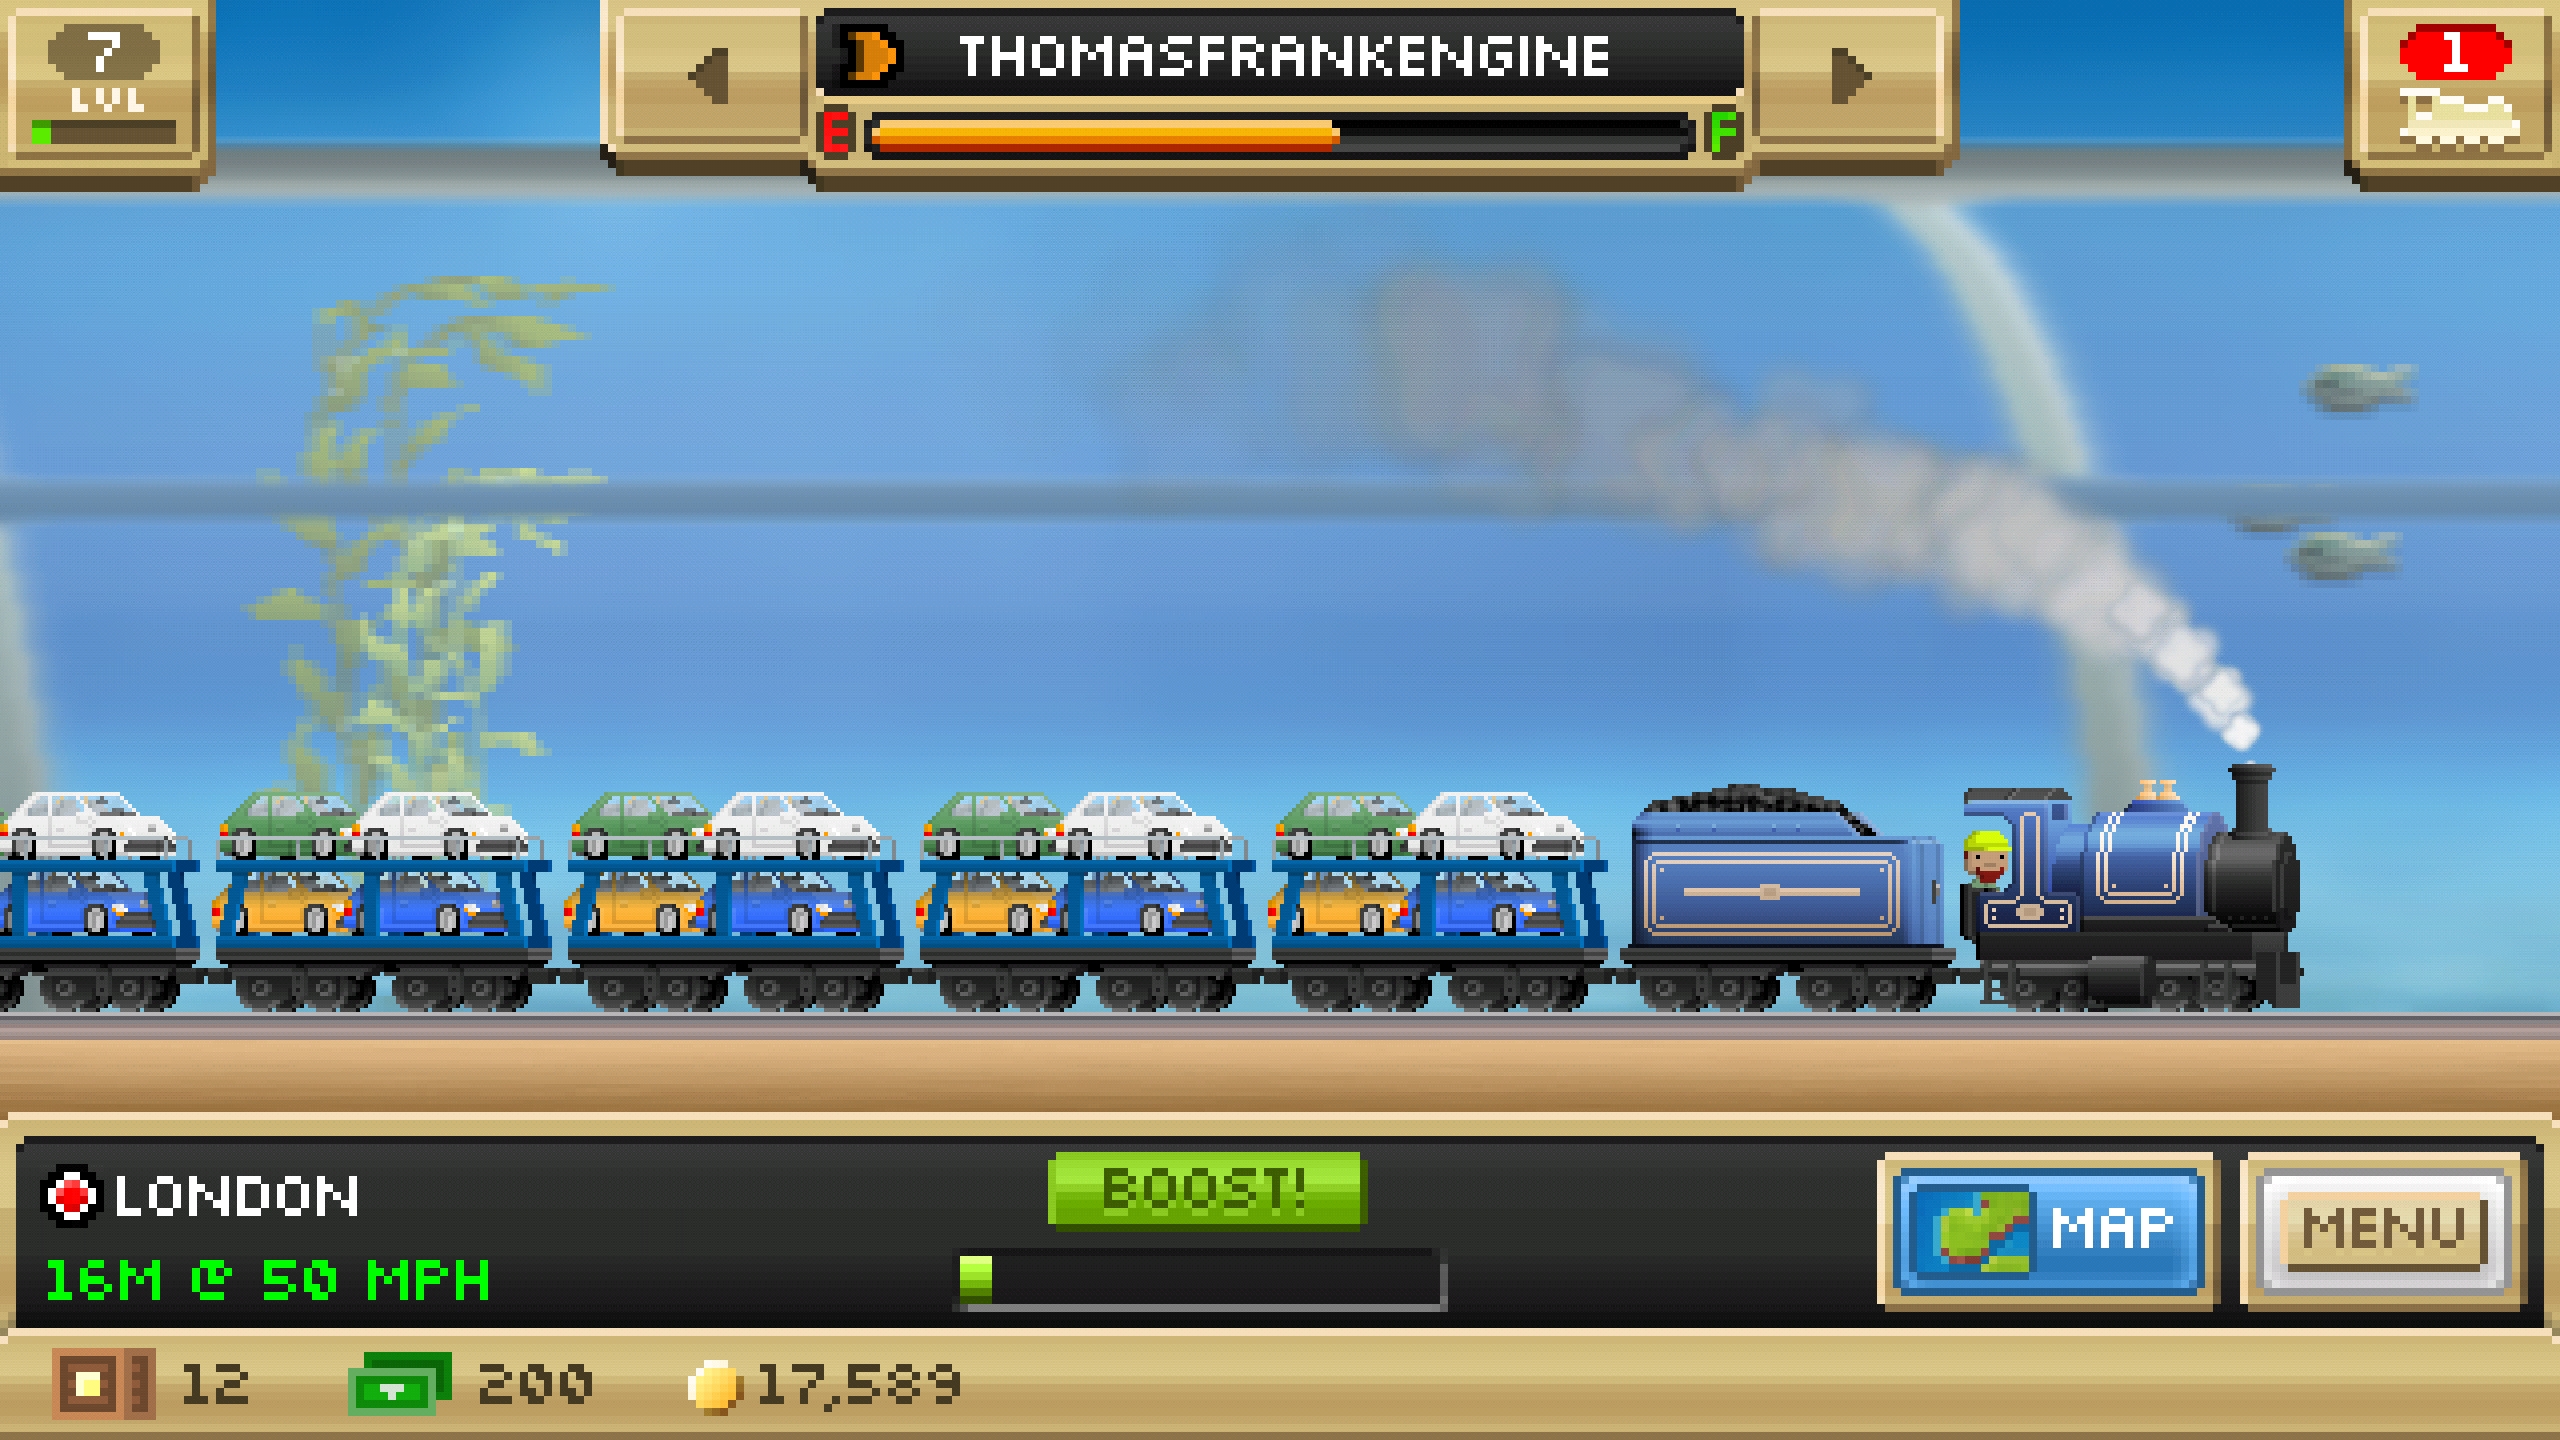 7
LVL
THOMASFRANKENGINE
E
F
1
LONDON
16M @ 50 MPH
BOOST!
MAP
MENU
12
200
17,589